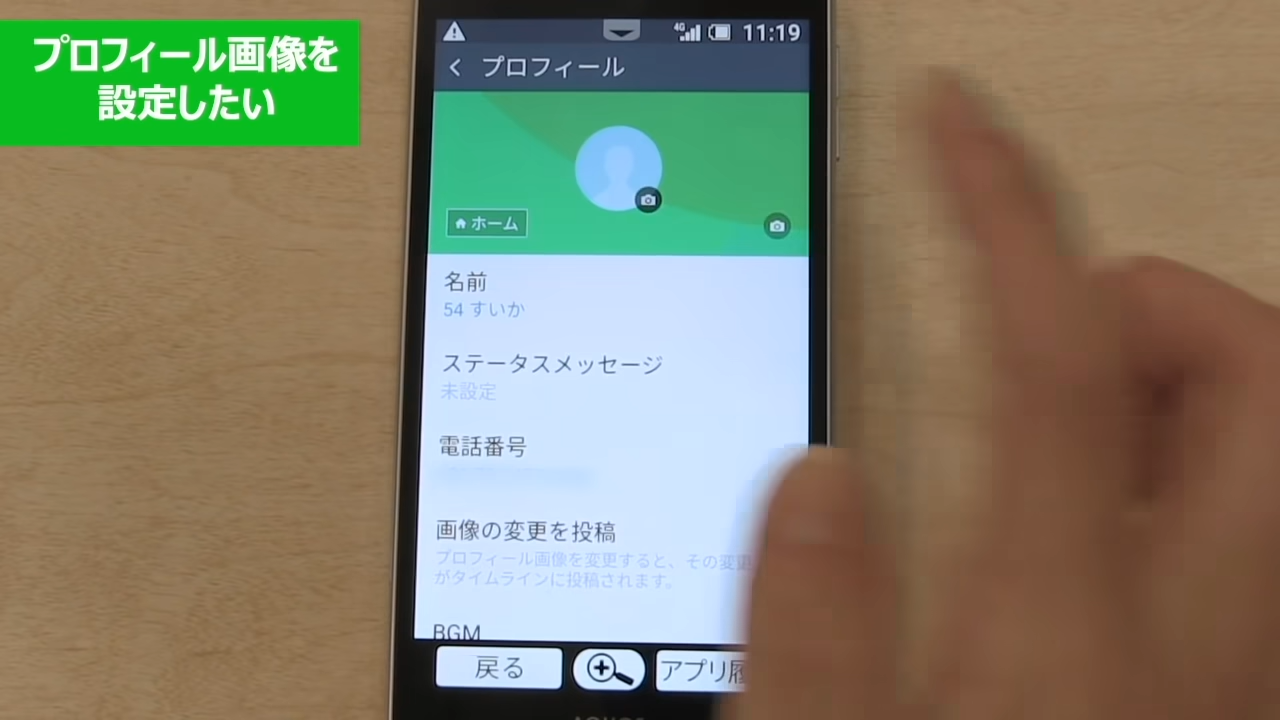 プロフィール画像を
設定したい
4G 11:19
プロフィール
ホーム
名前
54 すいか
ステータスメッセージ
未設定
電話番号
画像の変更を投稿
プロフィール画像を変更すると、その変更
がタイムラインに投稿されます。
BGM
戻る
アプリ履